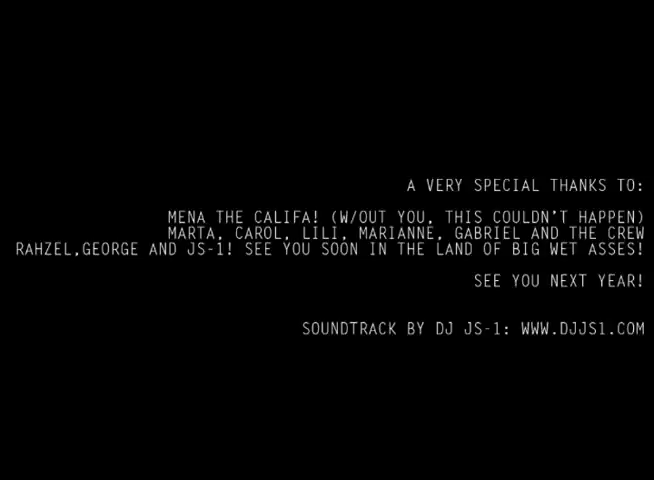 A VERY SPECIAL THANKS TO:
MENA THE CALIFA! (W/OUT YOU, THIS COULDN'T HAPPEN)
MARTA, CAROL, LILI, MARIANNE, GABRIEL AND THE CREW
RAHZEL,GEORGE AND JS-1! SEE YOU SOON IN THE LAND OF BIG WET ASSES!
SEE YOU NEXT YEAR!
SOUNDTRACK BY DJ JS-1: WWW.DJJS1.COM